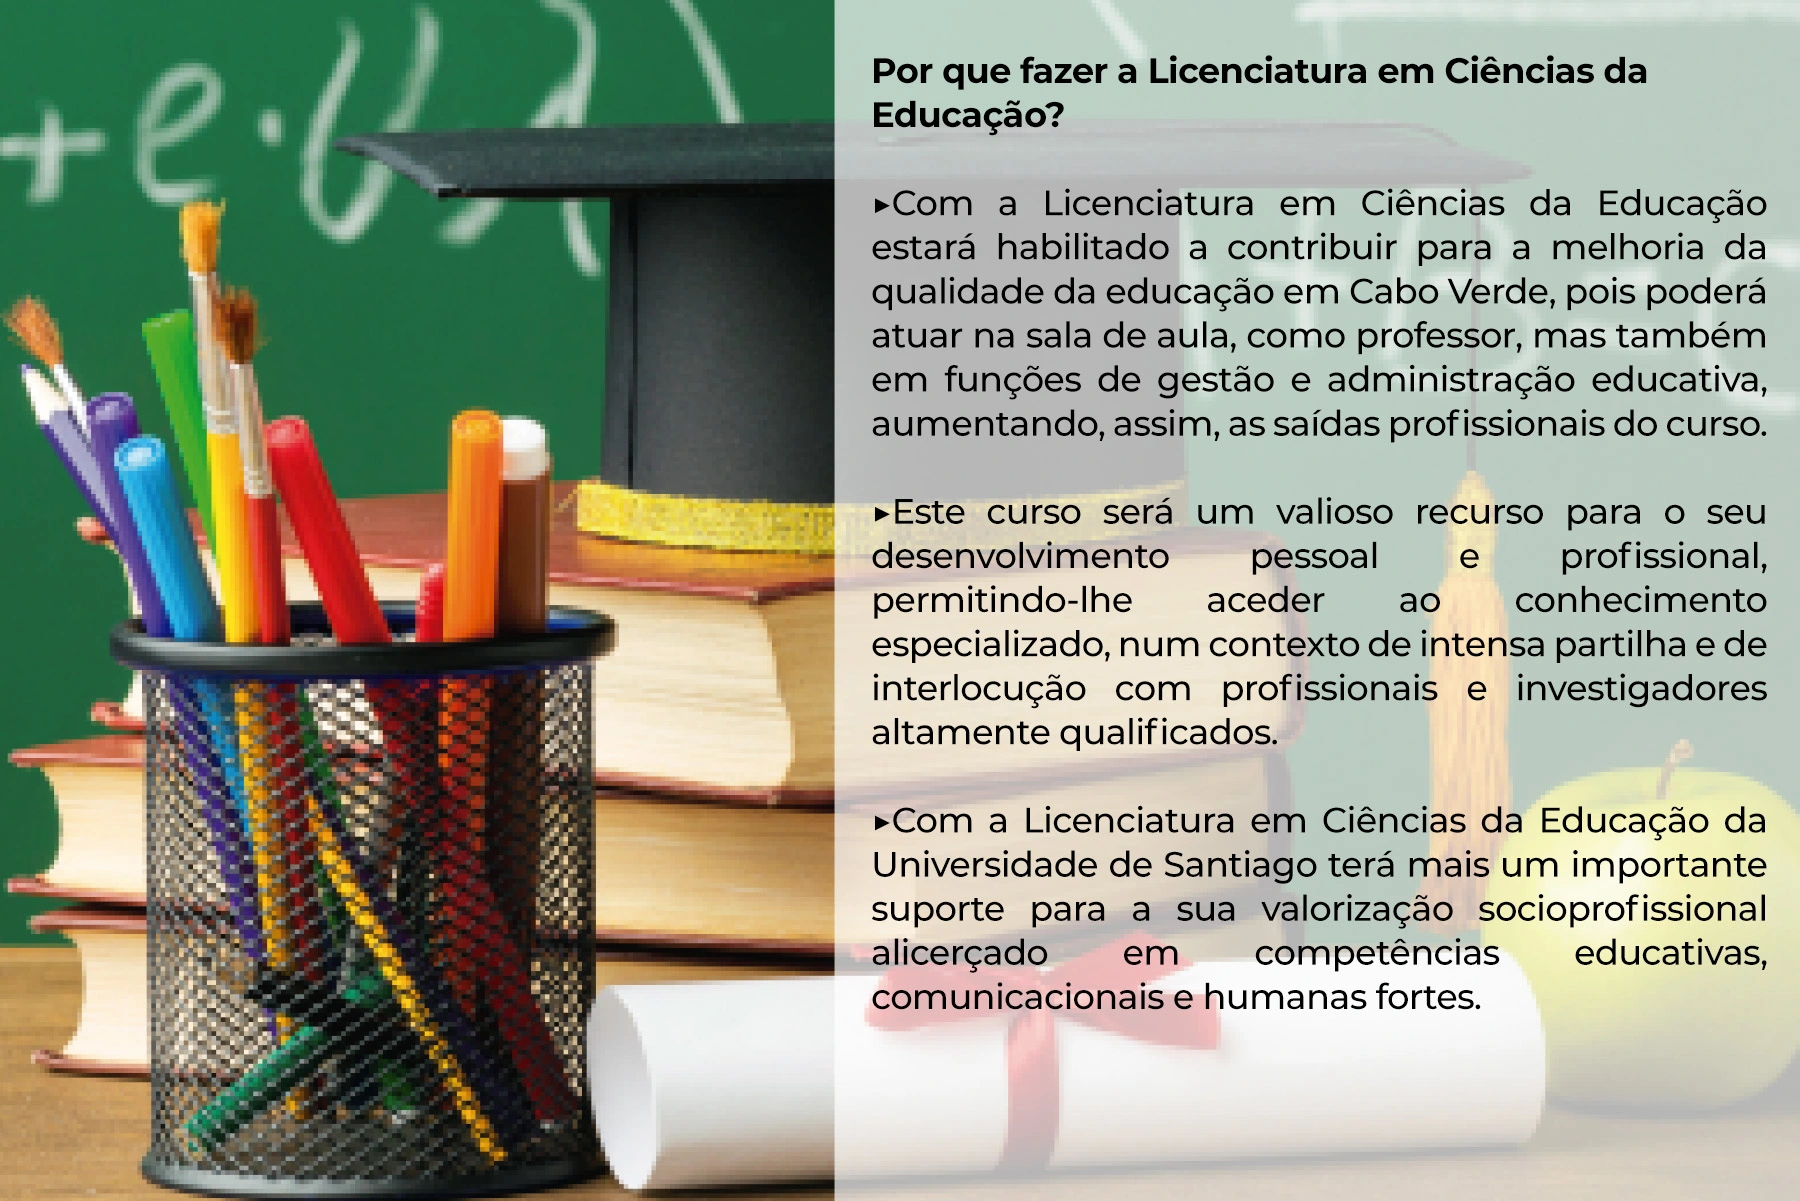 +e·
Por que fazer a Licenciatura em Ciências da
Educação?
▸Com a Licenciatura em Ciências da Educação
estará habilitado a contribuir para a melhoria da
qualidade da educação em Cabo Verde, pois poderá
atuar na sala de aula, como professor, mas também
em funções de gestão e administração educativa,
aumentando, assim, as saídas profissionais do curso.
▸Este curso será um valioso recurso para o seu
desenvolvimento pessoal e profissional,
permitindo-lhe aceder ao conhecimento
especializado, num contexto de intensa partilha e de
interlocução com profissionais e investigadores
altamente qualificados.
▸Com a Licenciatura em Ciências da Educação da
Universidade de Santiago terá mais um importante
suporte para a sua valorização socioprofissional
alicerçado em competências educativas,
comunicacionais e humanas fortes.